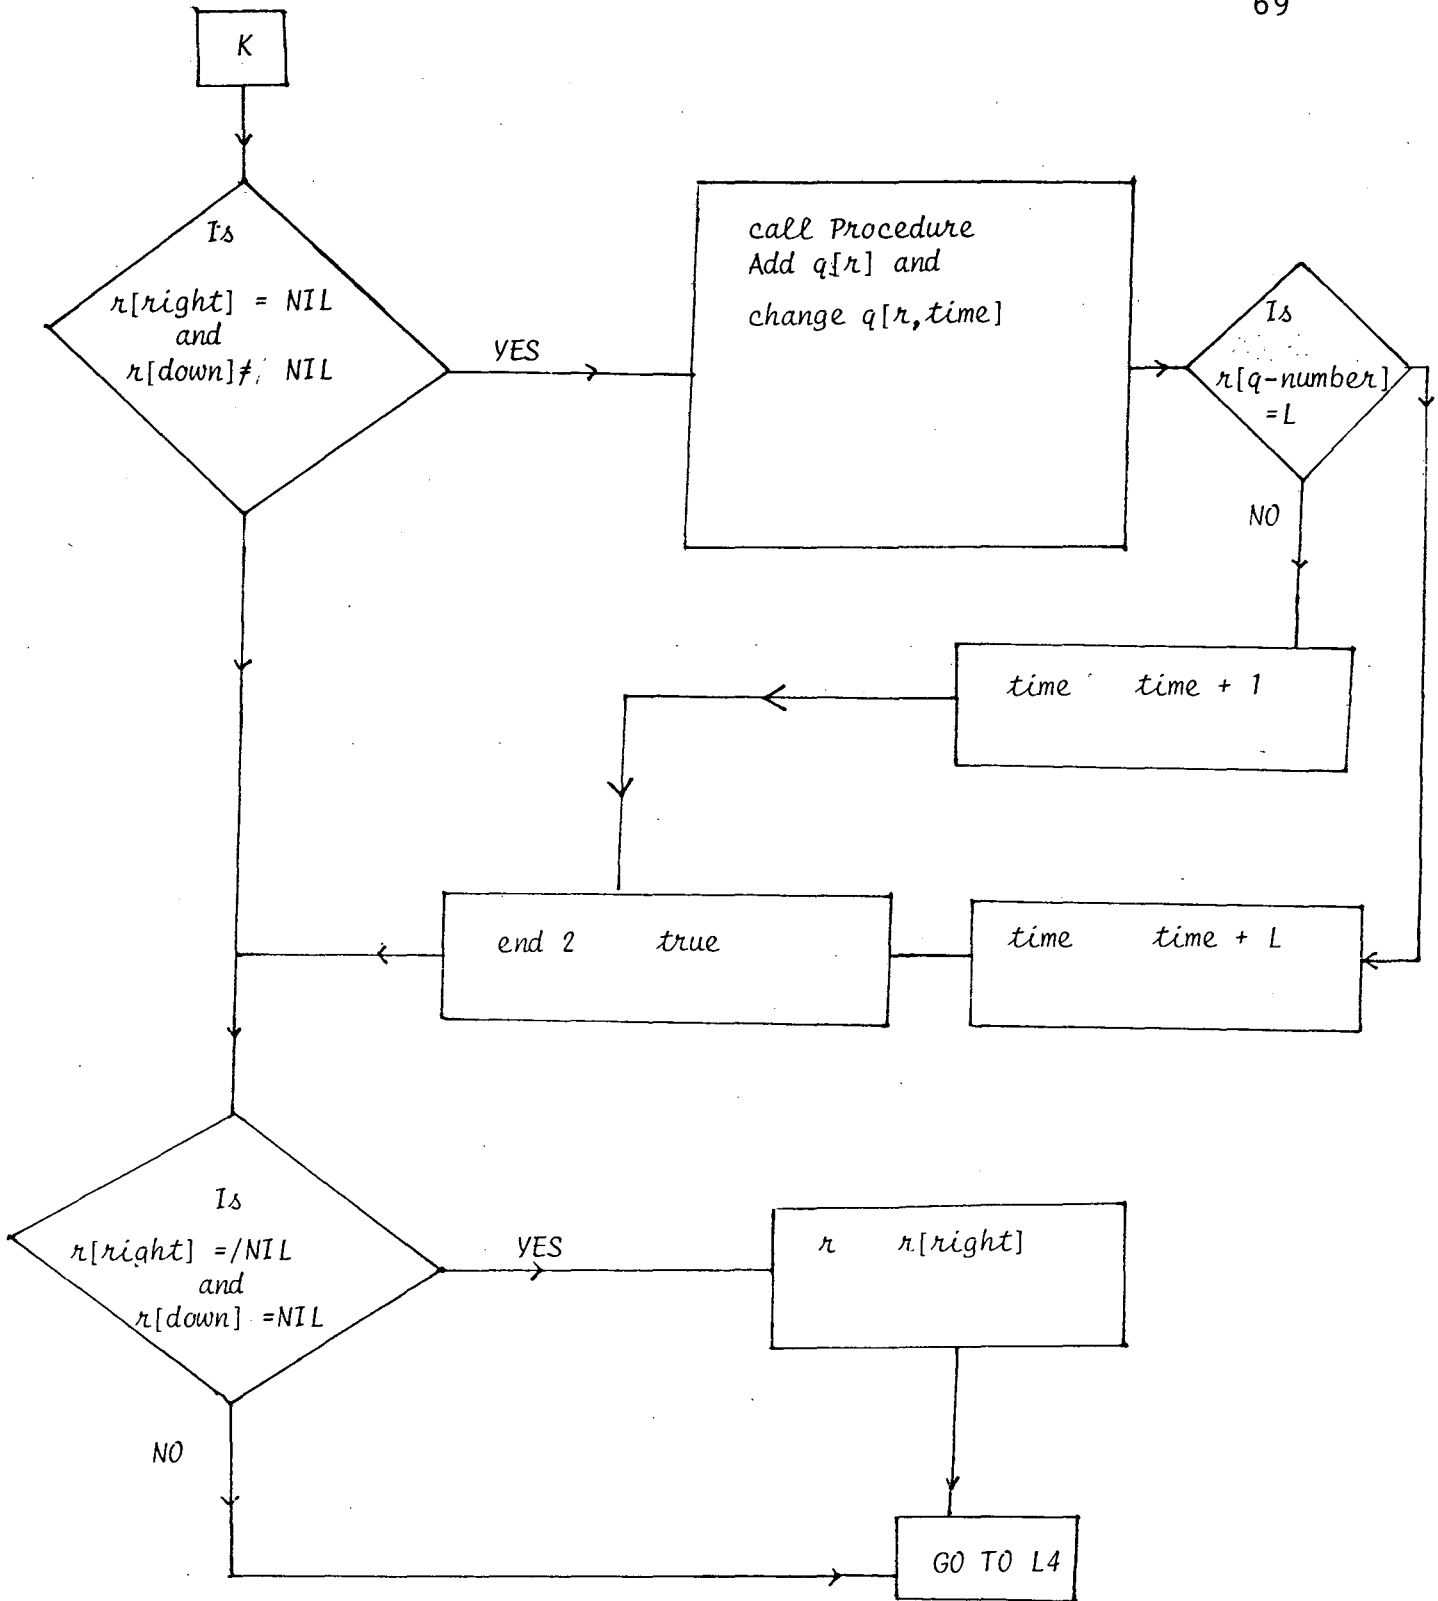 69
K
Is
r[right] = NIL
and
r[down]≠ NIL
YES
call Procedure
Add q[r] and
change q[r,time]
Is
r[q-number]
=L
NO
time time + 1
end 2 true
time time + L
Is
r[right] =/NIL
and
r[down] =NIL
YES
r r[right]
NO
GO TO L4